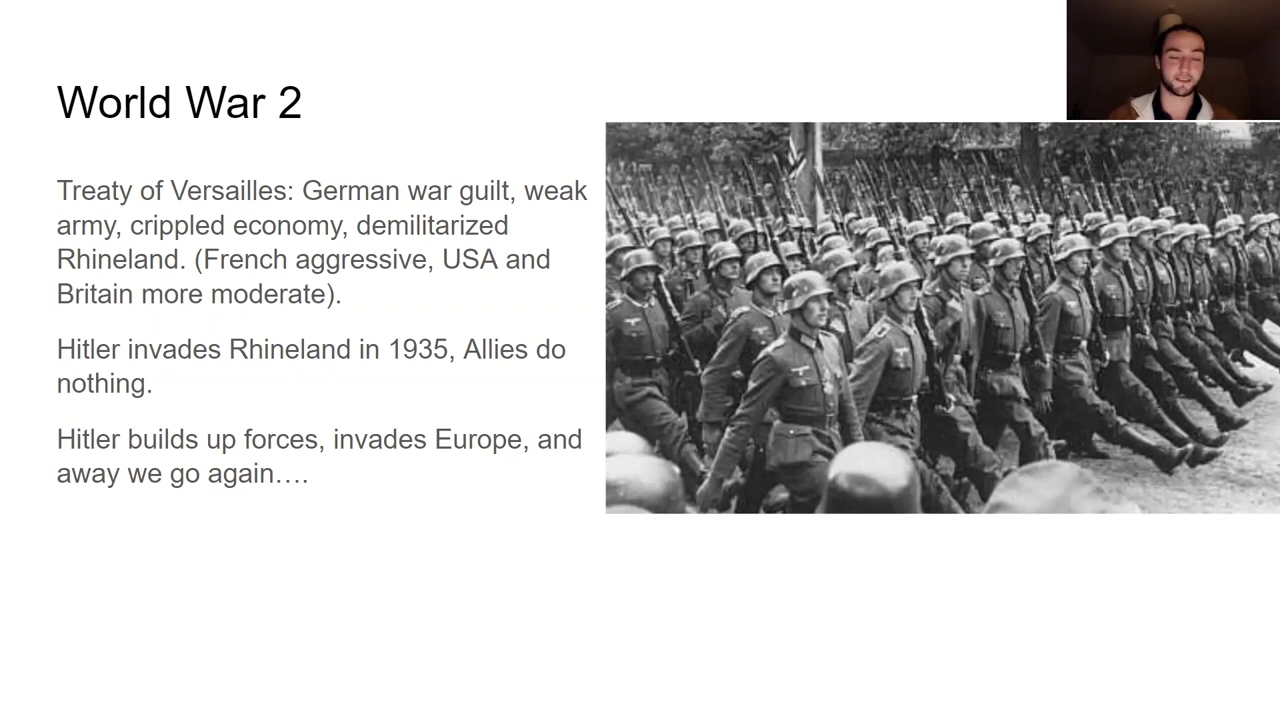 World War 2
Treaty of Versailles: German war guilt, weak
army, crippled economy, demilitarized
Rhineland. (French aggressive, USA and
Britain more moderate).
Hitler invades Rhineland in 1935, Allies do
nothing.
Hitler builds up forces, invades Europe, and
away we go again….